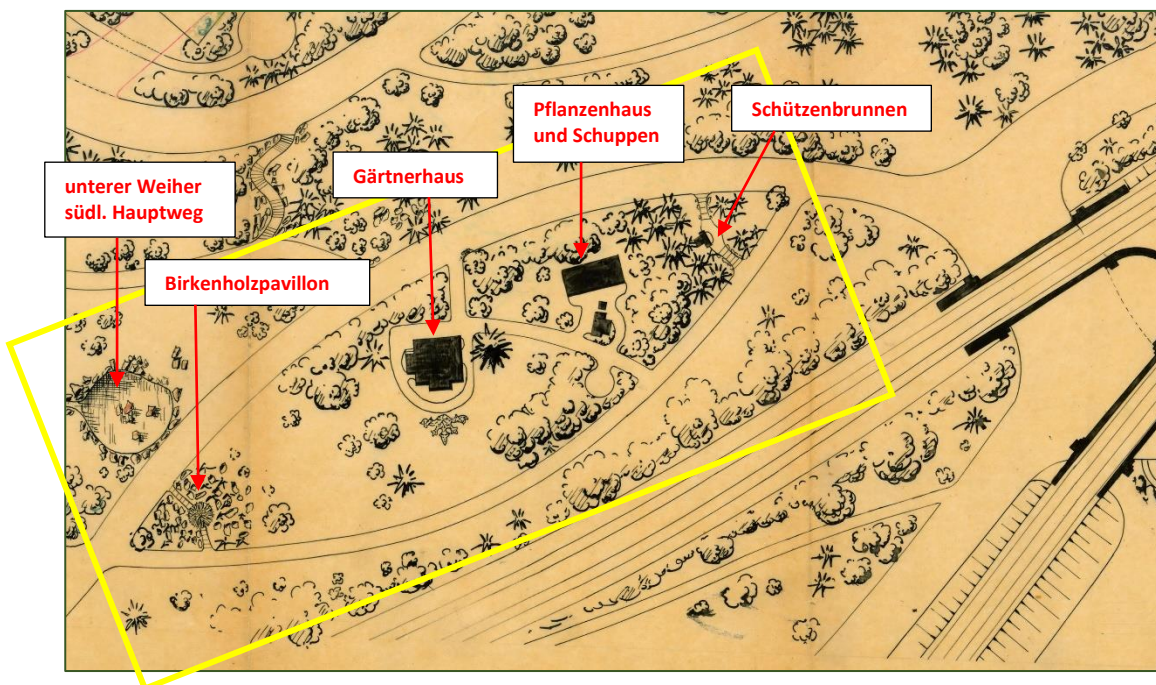 Pflanzenhaus
und Schuppen
Schützenbrunnen
Gärtnerhaus
unterer Weiher
südl. Hauptweg
Birkenholzpavillon